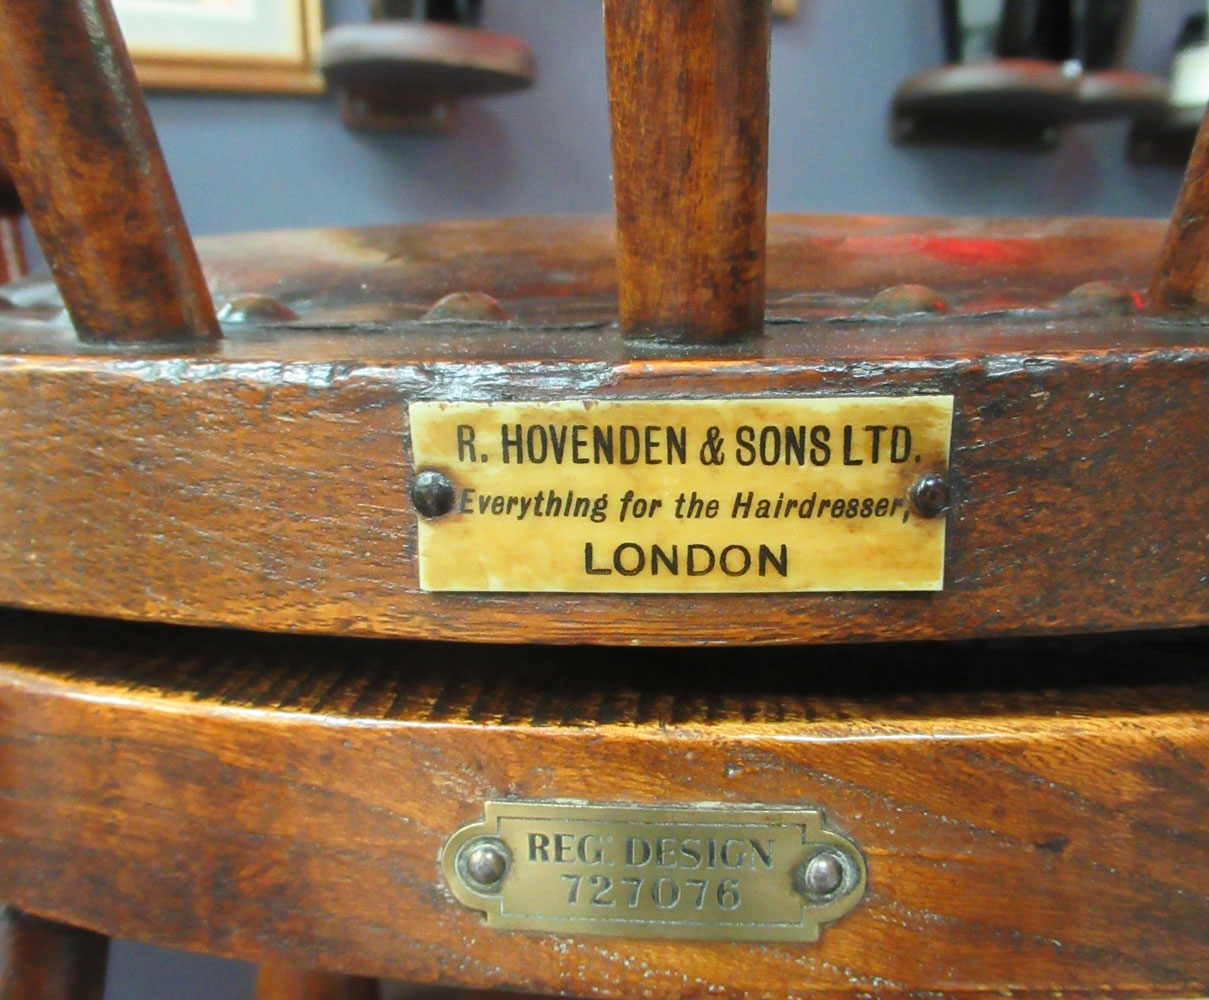 R. HOVENDEN & SONS LTD.
Everything for the Hairdresser,
LONDON
REG: DESIGN
727076